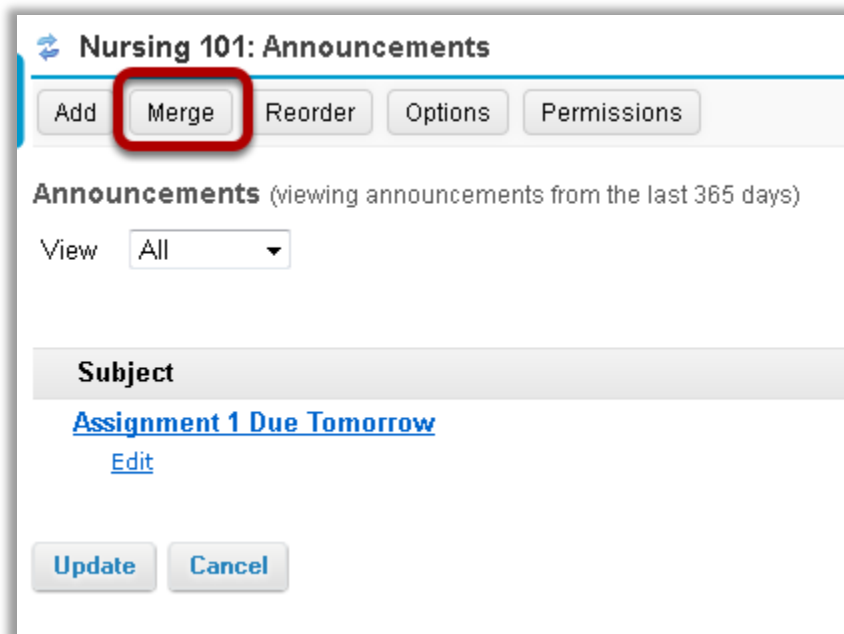 Nursing 101: Announcements
Add Merge Reorder Options Permissions
Announcements (viewing announcements from the last 365 days)
View All
Subject
Assignment 1 Due Tomorrow
Edit
Update Cancel